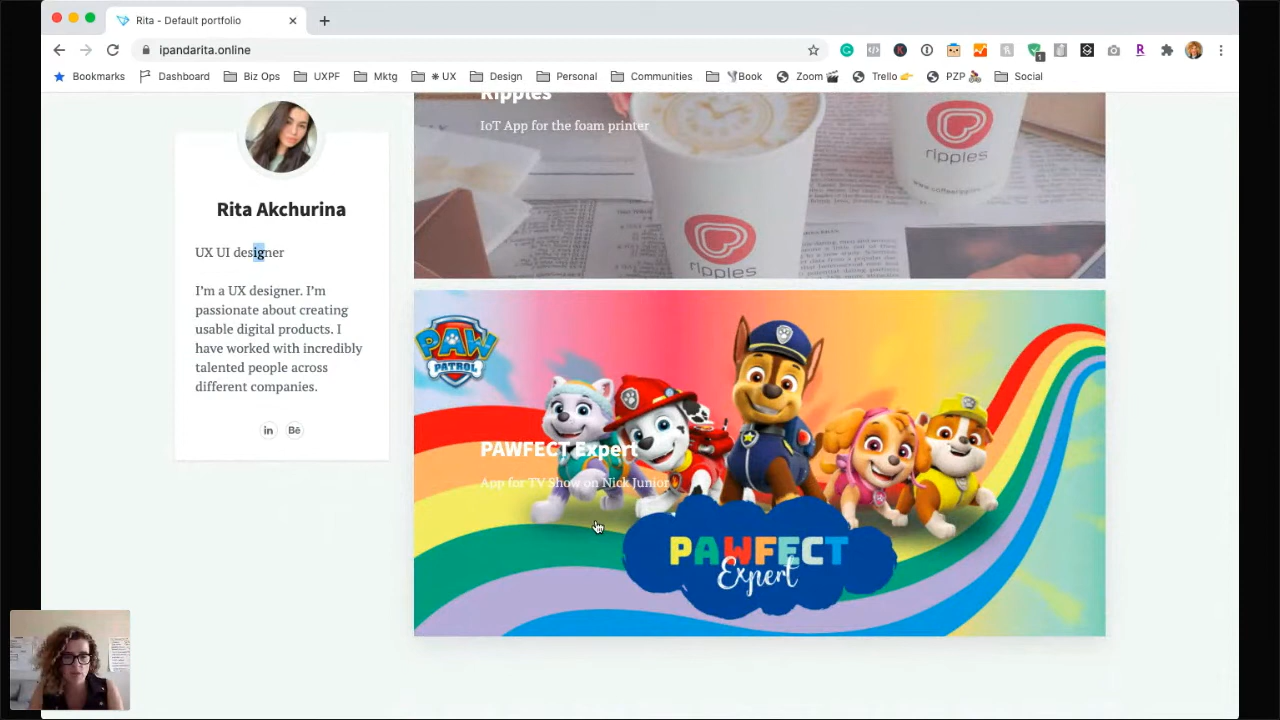 Rita - Default portfolio
ipandarita.online
1
Bookmarks
Dashboard
Biz Ops
UXPF
Mktg
UX
Design
Personal
Communities
Book
Zoom
Trello
PZP
Social
Rita Akchurina
UX UI designer
I'm a UX designer. I'm
passionate about creating
usable digital products. I
have worked with incredibly
talented people across
different companies.
in
Bē
Ripples
IoT App for the foam printer
ripples
ripples
PAW
PATROL
PAWFECT Expert
App for TV Show on Nick Junior
PAWFECT
Expert